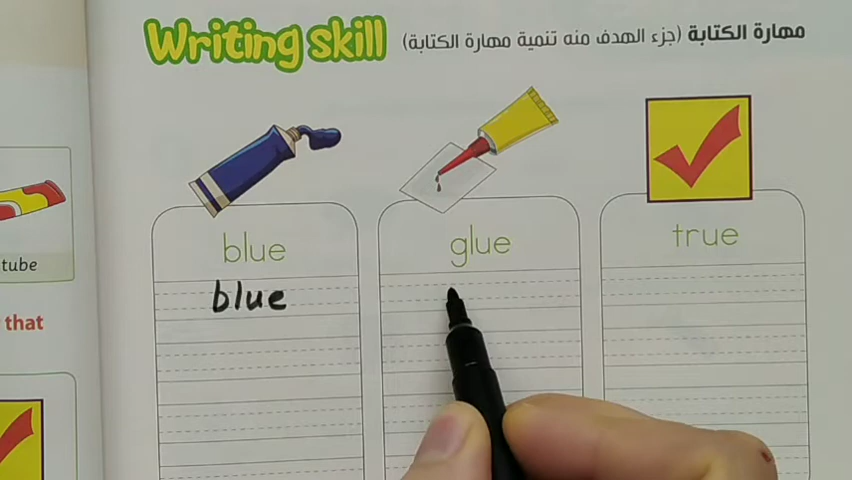 Writing skill
مهارة الكتابة (جزء الهدف منه تنمية مهارة الكتابة)
tube
that
blue
glue
true
blue